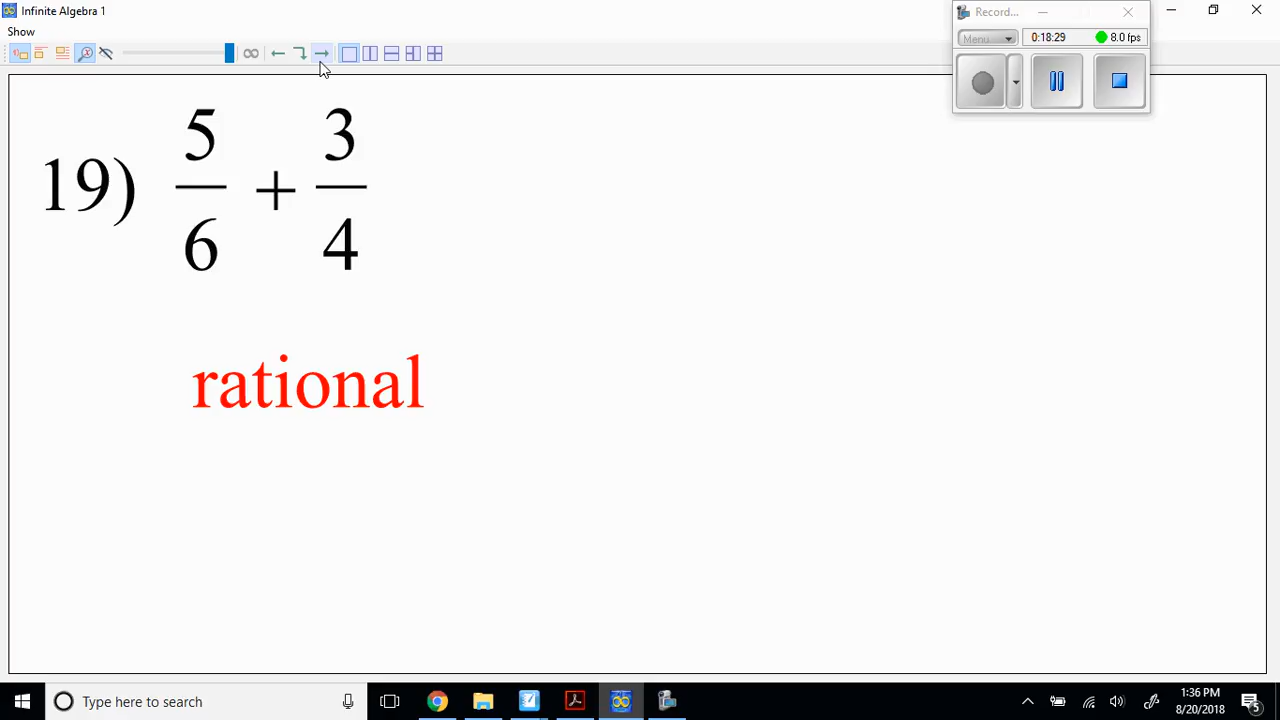 Infinite Algebra 1
Show
Record...
Menu
0:18:29
8.0 fps
19) 5/6 + 3/4
rational
Type here to search
1:36 PM
8/20/2018
5